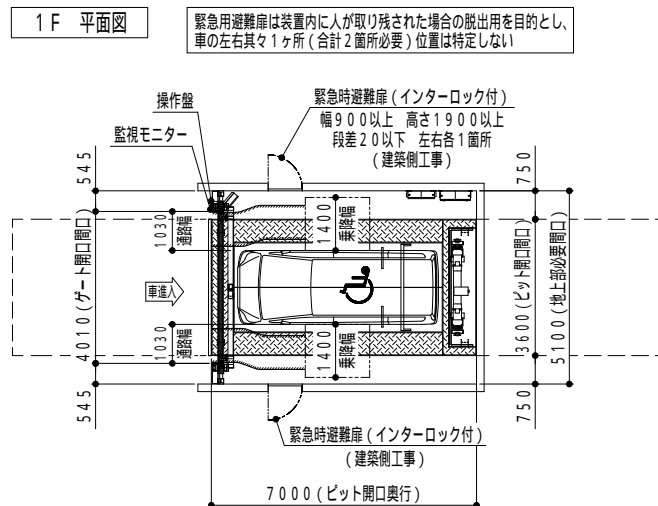 １Ｆ 平面図
緊急用避難扉は装置内に人が取り残された場合の脱出用を目的とし、
車の左右其々１ヶ所（合計２箇所必要）位置は特定しない
操作盤
監視モニター
緊急時避難扉（インターロック付）
幅９００以上 高さ１９００以上
段差２０以下 左右各１箇所
（建築側工事）
545
750
1030
通路幅
1400
乗降幅
4010（ゲート開口間口）
車進入
3600（ピット開口間口）
5100（地上部必要間口）
1030
通路幅
1400
乗降幅
545
750
緊急時避難扉（インターロック付）
（建築側工事）
7000（ピット開口奥行）